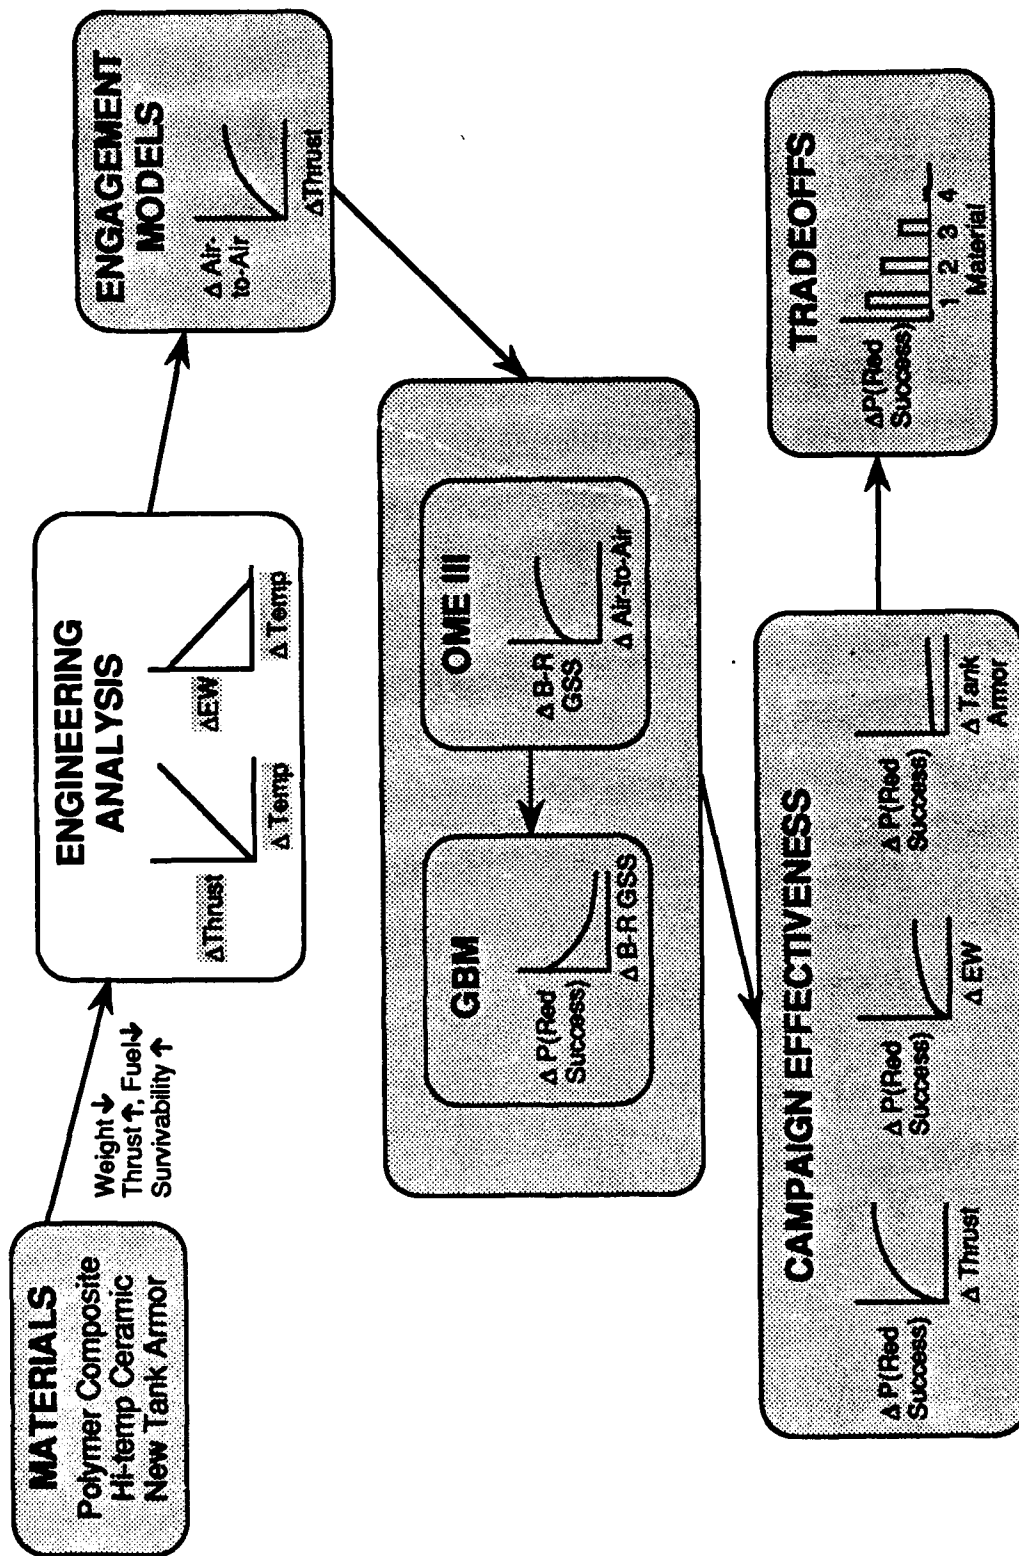 MATERIALS
Polymer Composite
Hi-temp Ceramic
New Tank Armor
Weight ↓
Thrust ↑, Fuel↓
Survivability ↑
ENGINEERING
ANALYSIS
ΔThrust
Δ Temp
ΔEW
Δ Temp
ENGAGEMENT
MODELS
Δ Air-
to-Air
ΔThrust
GBM
Δ P(Red
Success)
Δ B-R GSS
OME III
Δ B-R
GSS
Δ Air-to-Air
CAMPAIGN EFFECTIVENESS
Δ P(Red
Success)
Δ Thrust
Δ P(Red
Success)
Δ EW
Δ P(Red
Success)
Δ Tank
Armor
TRADEOFFS
ΔP(Red
Success)
1 2 3 4
Material